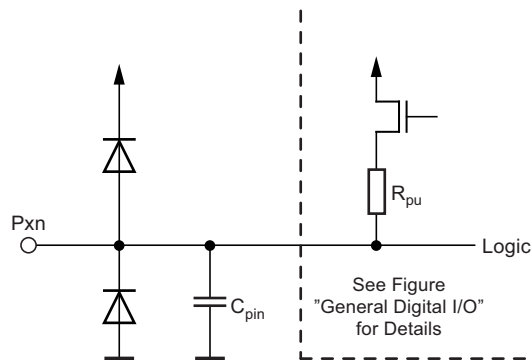 Pxn
C_pin
R_pu
Logic
See Figure
"General Digital I/O"
for Details